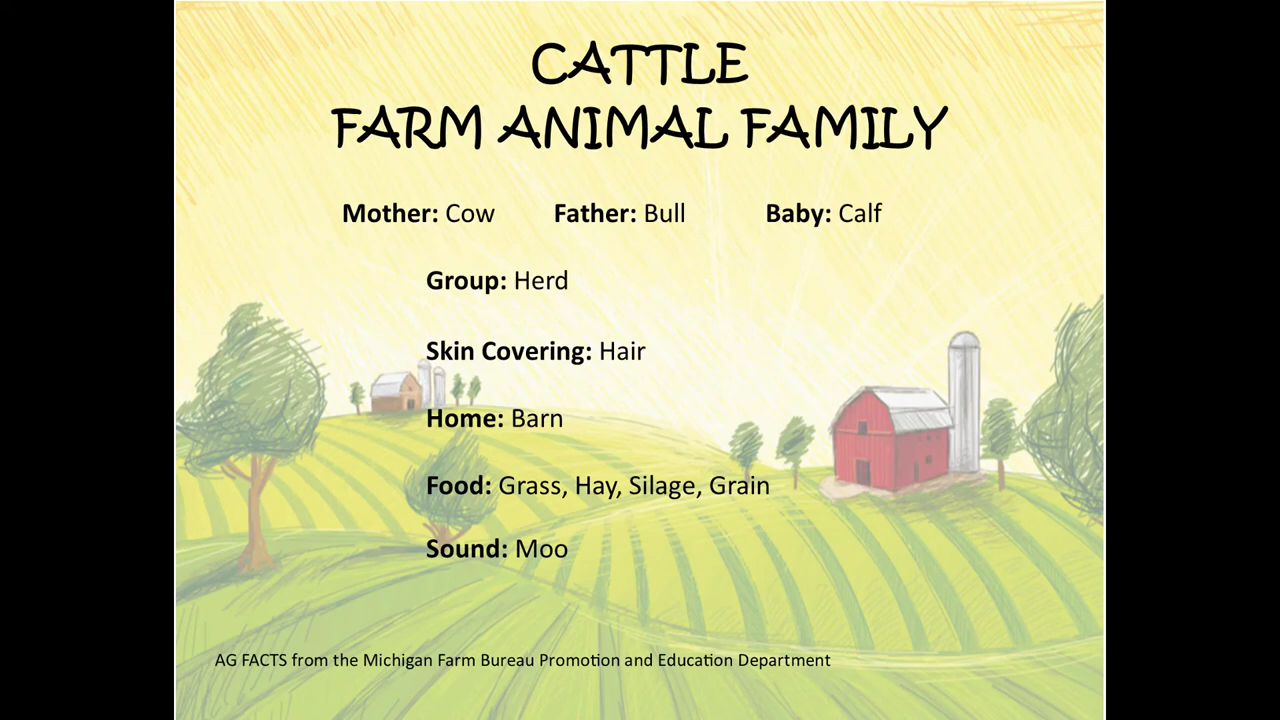 CATTLE
FARM ANIMAL FAMILY
Mother: Cow Father: Bull Baby: Calf
Group: Herd
Skin Covering: Hair
Home: Barn
Food: Grass, Hay, Silage, Grain
Sound: Moo
AG FACTS from the Michigan Farm Bureau Promotion and Education Department